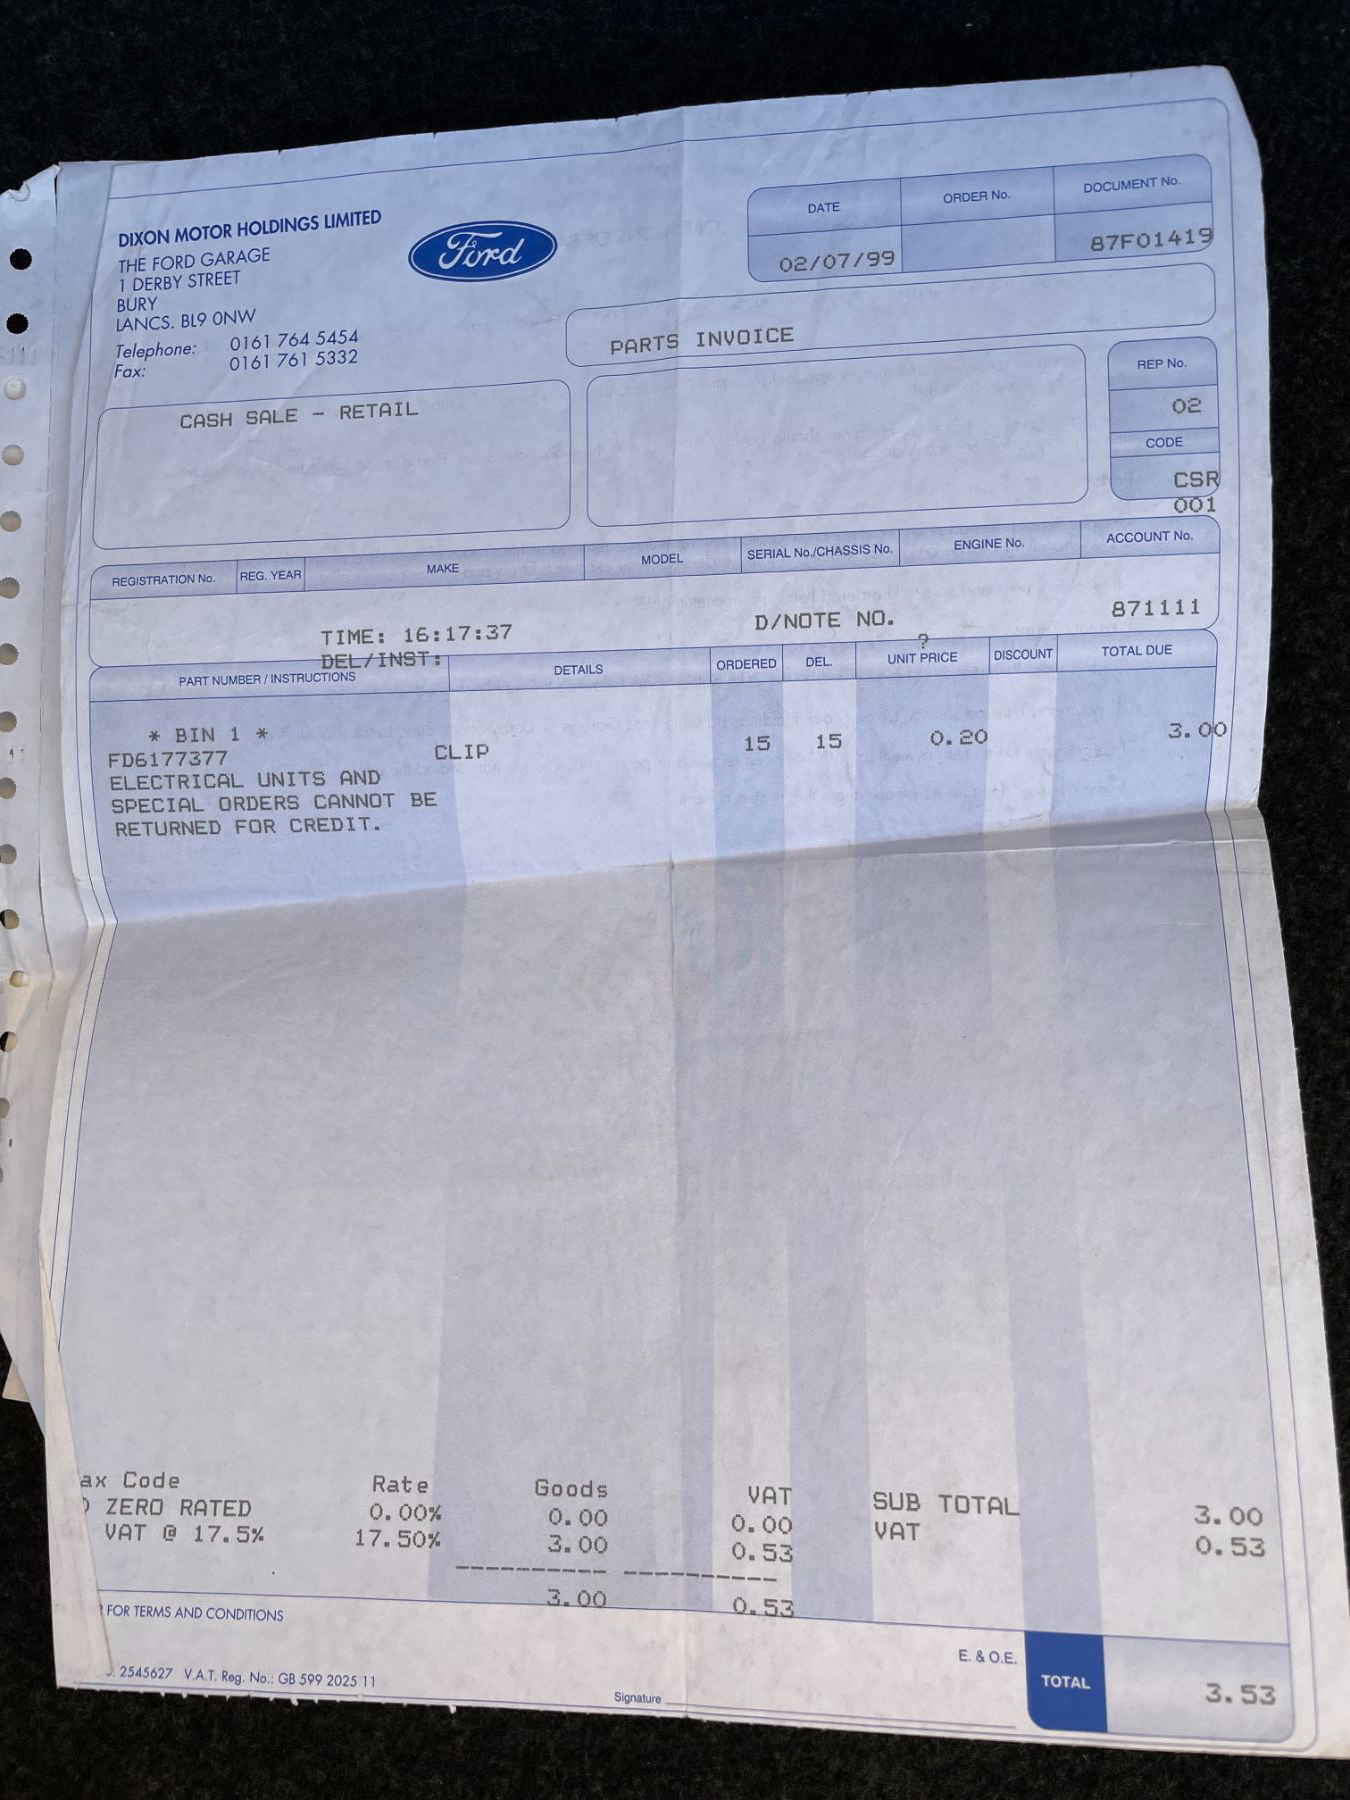 DIXON MOTOR HOLDINGS LIMITED
THE FORD GARAGE
1 DERBY STREET
BURY
LANCS. BL9 0NW
Telephone: 0161 764 5454
Fax: 0161 761 5332
Ford
DATE ORDER No. DOCUMENT No.
02/07/99 87F01419
PARTS INVOICE
CASH SALE - RETAIL
REP No.
02
CODE
CSR
001
REGISTRATION No. REG. YEAR MAKE MODEL SERIAL No./CHASSIS No. ENGINE No. ACCOUNT No.
TIME: 16:17:37 D/NOTE NO. 871111
DEL/INST: ?
PART NUMBER / INSTRUCTIONS DETAILS ORDERED DEL. UNIT PRICE DISCOUNT TOTAL DUE
* BIN 1 *
FD6177377 CLIP 15 15 0.20 3.00
ELECTRICAL UNITS AND
SPECIAL ORDERS CANNOT BE
RETURNED FOR CREDIT.
ax Code Rate Goods VAT SUB TOTAL 3.00
ZERO RATED 0.00% 0.00 0.00 VAT 0.53
VAT @ 17.5% 17.50% 3.00 0.53
---------- ----------
3.00 0.53
FOR TERMS AND CONDITIONS
E. & O.E.
2545627 V.A.T. Reg. No.: GB 599 2025 11
Signature
TOTAL 3.53